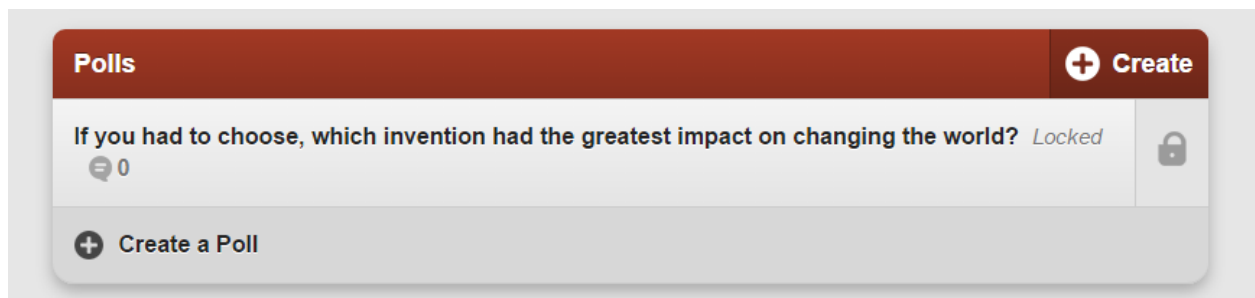 Polls
Create
If you had to choose, which invention had the greatest impact on changing the world? Locked
0
Create a Poll